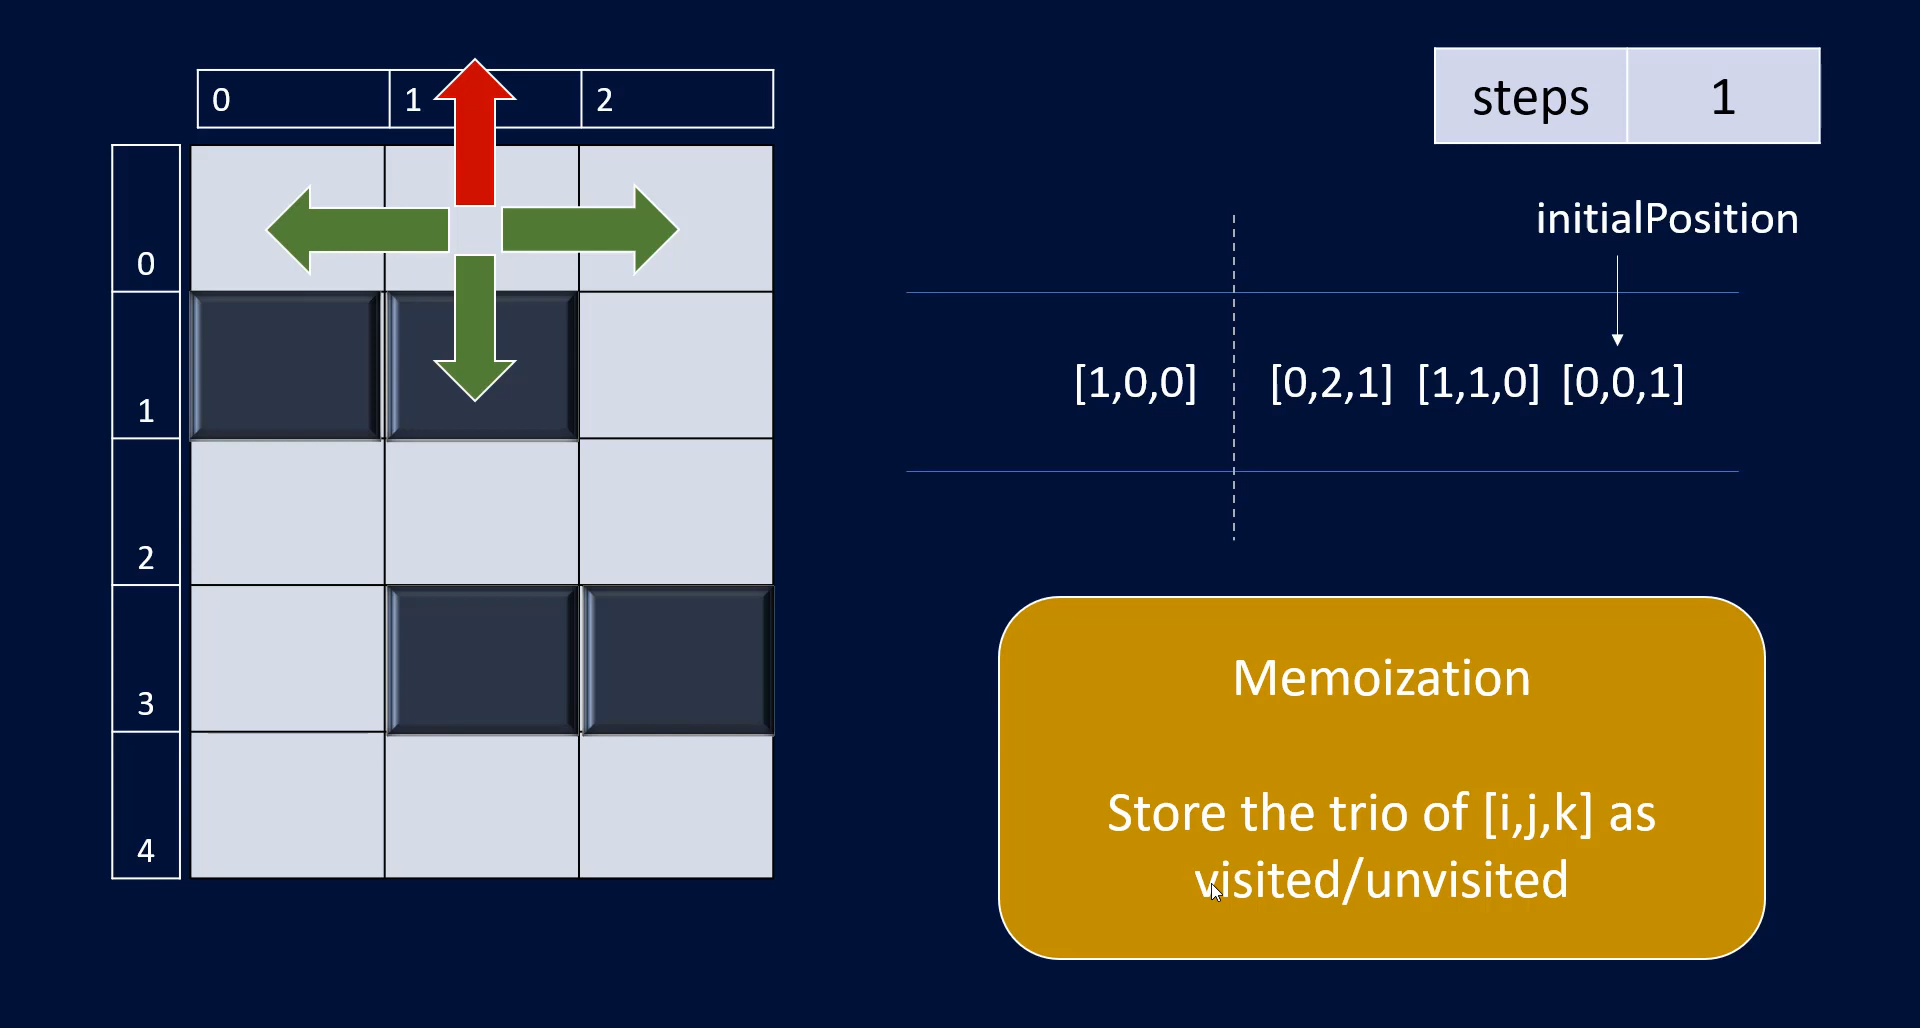 0 1 2
steps 1
initialPosition
0
1
2
3
4
[1,0,0] [0,2,1] [1,1,0] [0,0,1]
Memoization
Store the trio of [i,j,k] as
visited/unvisited